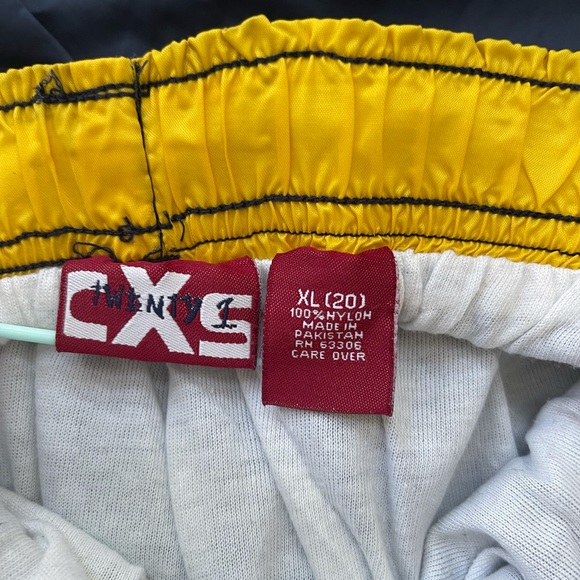 CXS
TWENTY 1
XL (20)
100% NYLON
MADE IN
PAKISTAN
RN 63306
CARE OVER